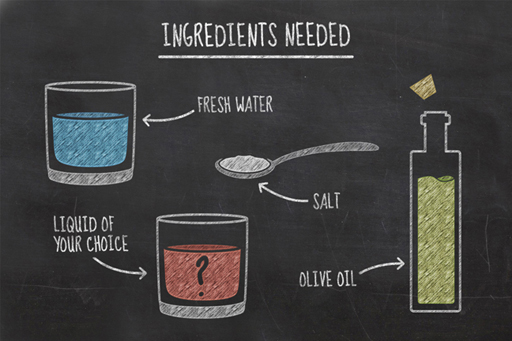 INGREDIENTS NEEDED
FRESH WATER
SALT
LIQUID OF
YOUR CHOICE
?
OLIVE OIL